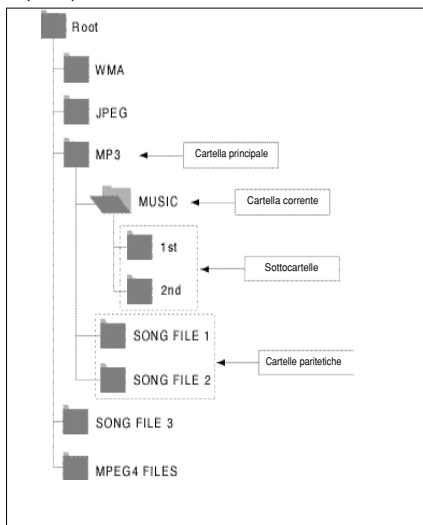 Root
WMA
JPEG
MP3
Cartella principale
MUSIC
Cartella corrente
1st
Sottocartelle
2nd
SONG FILE 1
Cartelle paritetiche
SONG FILE 2
SONG FILE 3
MPEG4 FILES